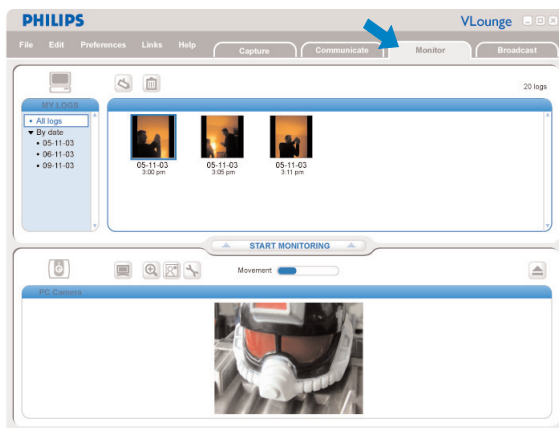 PHILIPS
VLounge
File Edit Preferences Links Help Capture Communicate Monitor Broadcast
20 logs
MY LOGS
• All logs
▼ By date
• 05-11-03
• 06-11-03
• 09-11-03
05-11-03 05-11-03 05-11-03
3:00 pm 3:05 pm 3:11 pm
START MONITORING
Movement
PC Camera